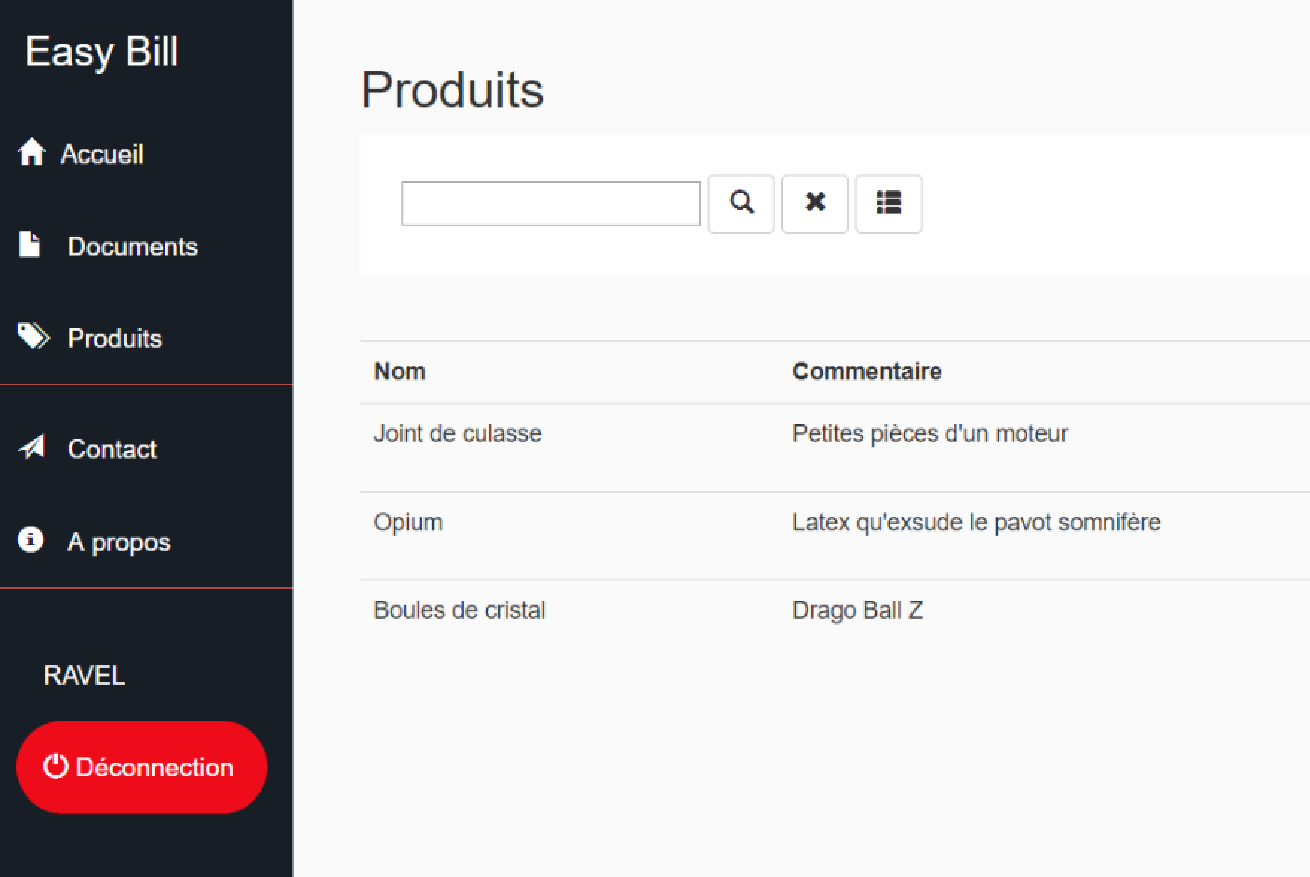 Easy Bill
Accueil
Documents
Produits
Contact
A propos
RAVEL
Déconnection
Produits
Nom Commentaire
Joint de culasse Petites pièces d'un moteur
Opium Latex qu'exsude le pavot somnifère
Boules de cristal Drago Ball Z